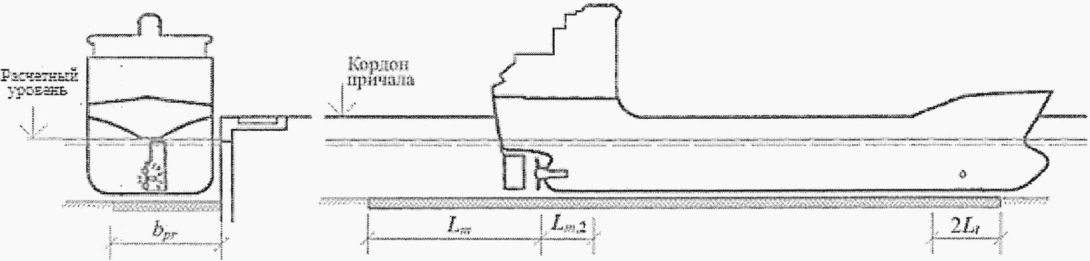 Расчетный
уровень
Кордон
причала
b_pr
L_m
L_m,2
2L_t